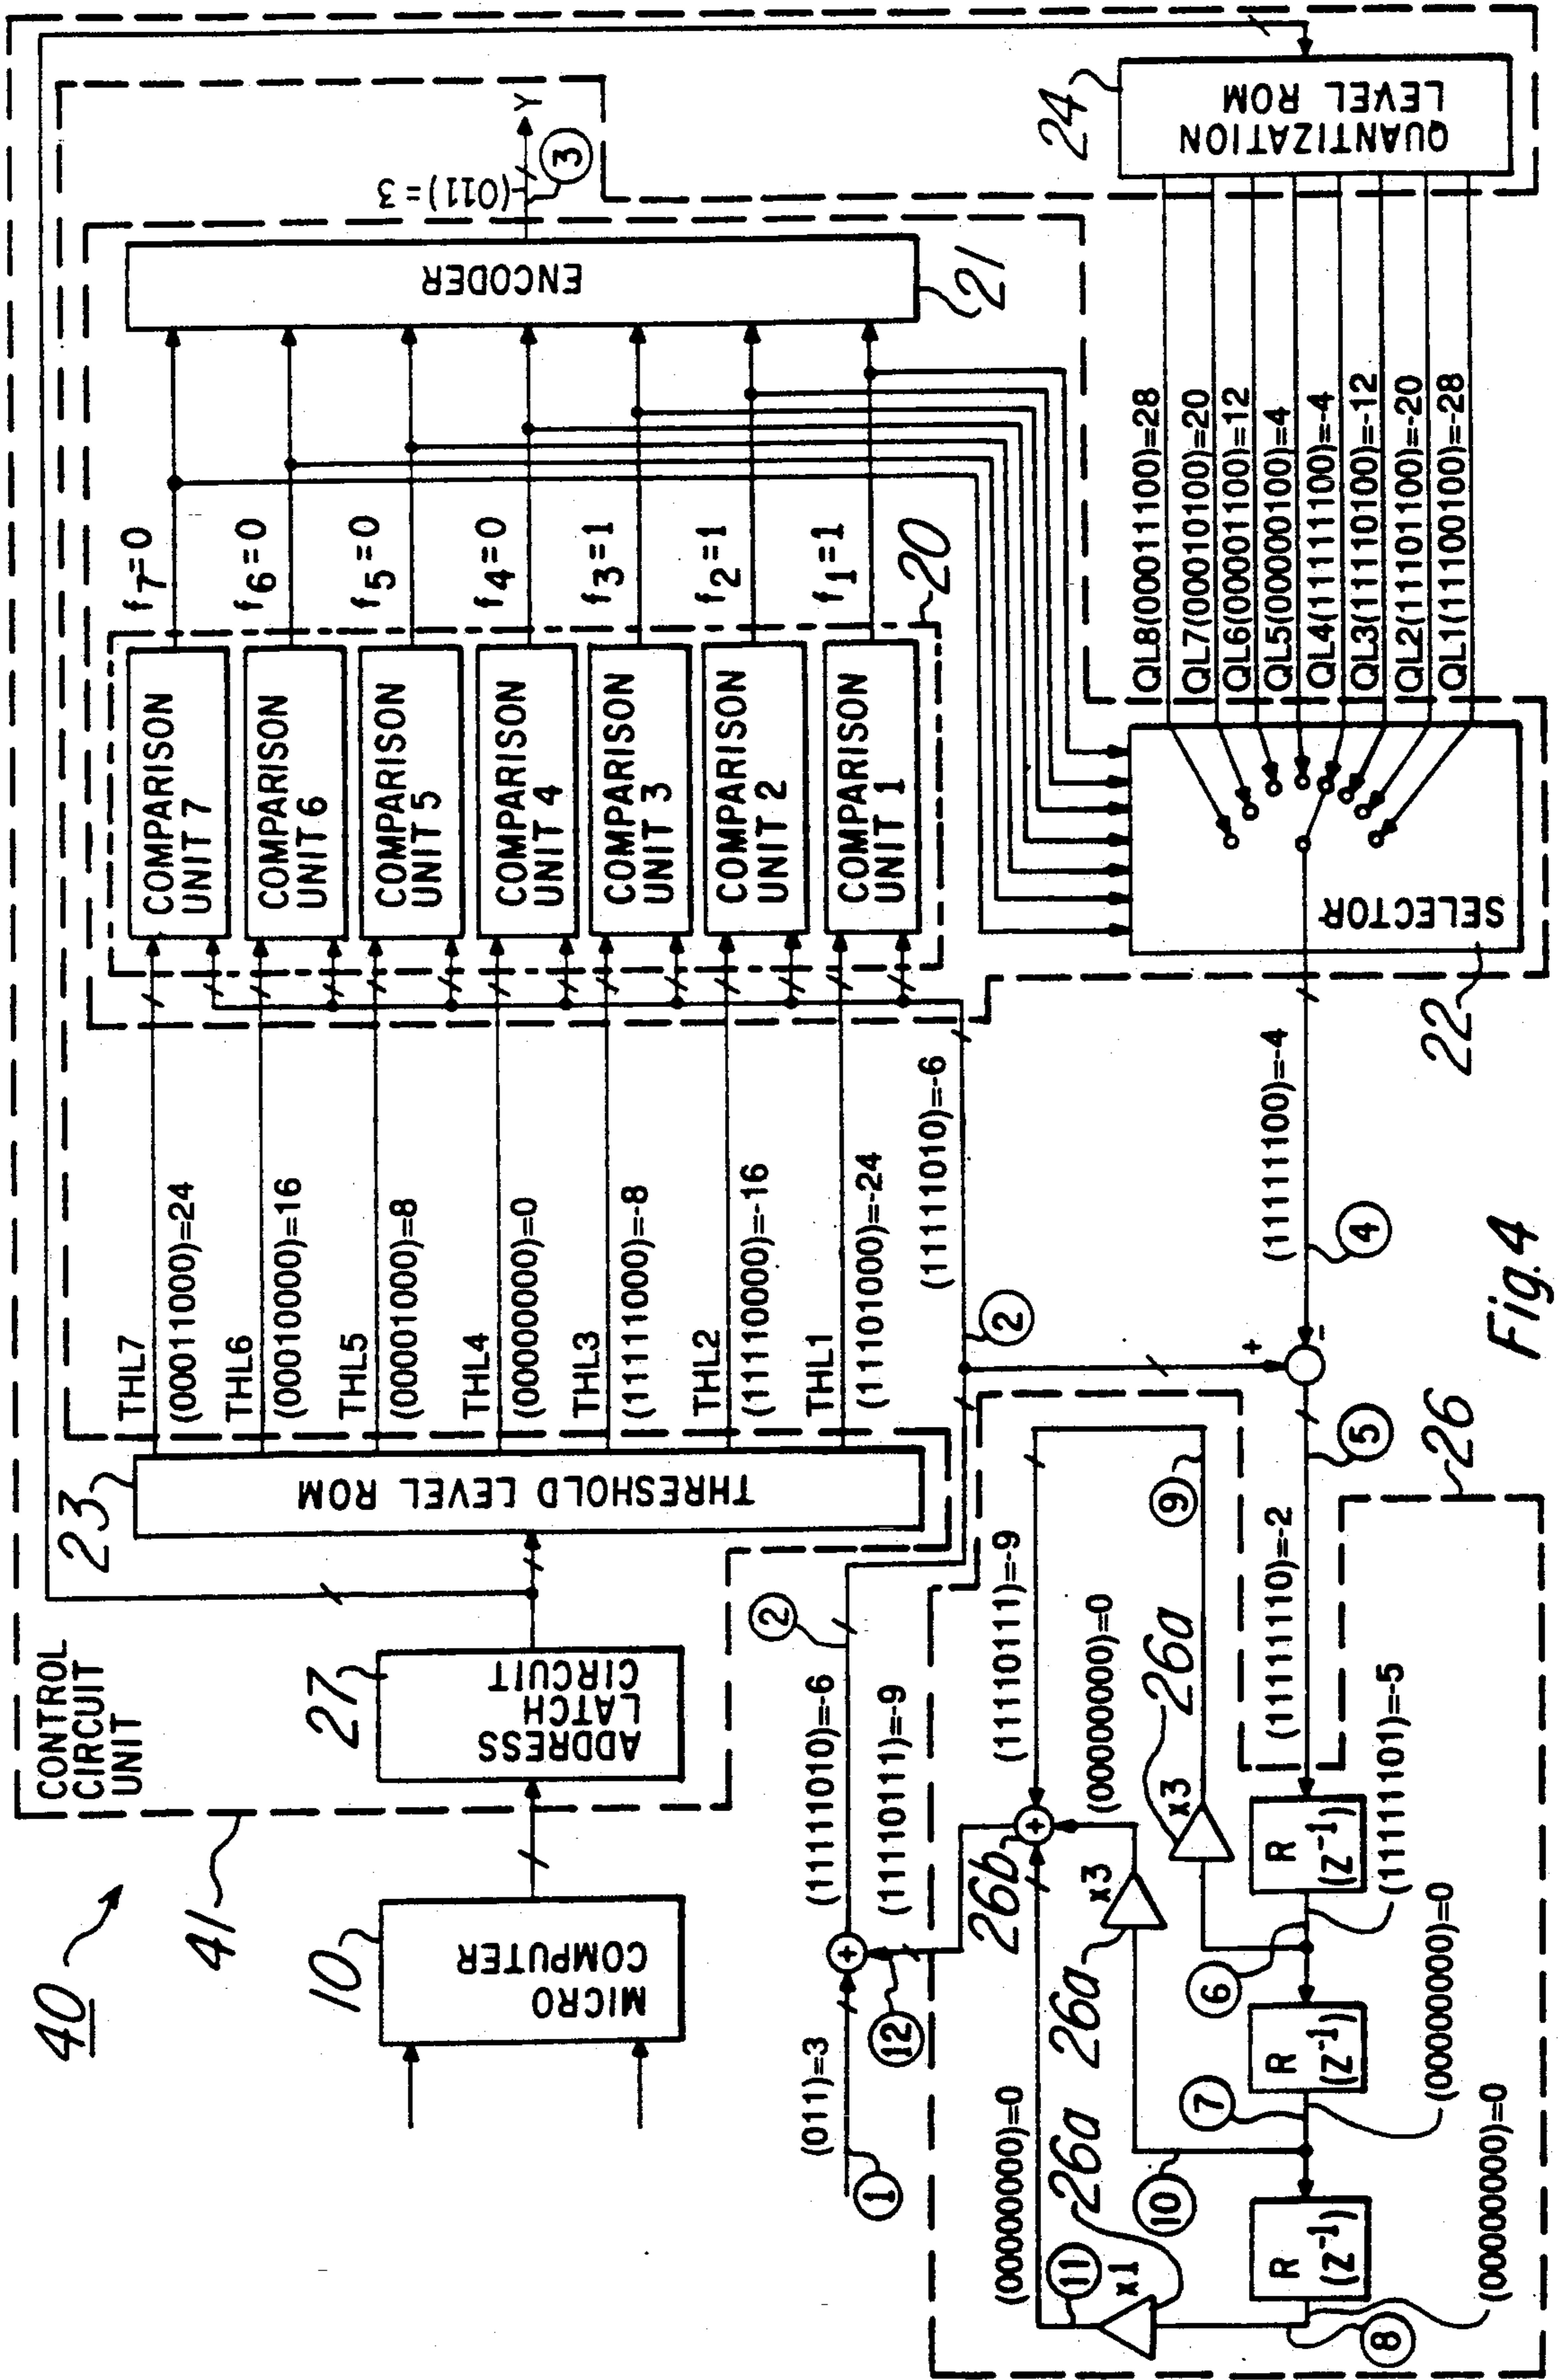 40
CONTROL
CIRCUIT
UNIT
41
10
MICRO
COMPUTER
27
ADDRESS
LATCH
CIRCUIT
23
THRESHOLD LEVEL ROM
THL7
(00011000)=24
THL6
(00010000)=16
THL5
(00001000)=8
THL4
(0000000)=0
THL3
(1111000)=-8
THL2
(1110000)=-16
THL1
(11101000)=-24
(11111010)=-6
COMPARISON
UNIT 7
COMPARISON
UNIT 6
COMPARISON
UNIT 5
COMPARISON
UNIT 4
COMPARISON
UNIT 3
COMPARISON
UNIT 2
COMPARISON
UNIT 1
20
f7=0
f6=0
f5=0
f4=0
f3=1
f2=1
f1=1
ENCODER
21
(011)=3
3
Y
24
QUANTIZATION
LEVEL ROM
QL8(00011100)=28
QL7(00010100)=20
QL6(00001100)=12
QL5(00000100)=4
QL4(11111100)=-4
QL3(11110100)=-12
QL2(11101100)=-20
QL1(11100100)=-28
SELECTOR
22
(11111100)=-4
4
+
-
2
5
(11111110)=-2
(011)=3
1
+
(11111010)=-6
2
(11110111)=-9
12
26b
+
(11110111)=-9
9
(0000000)=0
x3
26a
x3
26a
(00000000)=0
11
x1
26a
10
R
(Z-1)
6
(11111101)=-5
R
(Z-1)
7
(00000000)=0
R
(Z-1)
8
(00000000)=0
26
Fig.4